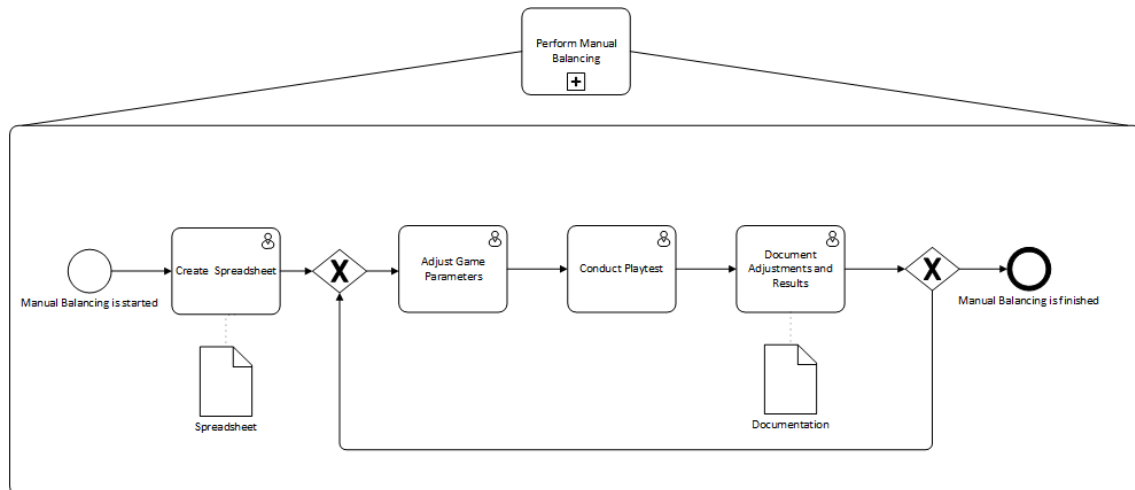 Perform Manual
Balancing
Create Spreadsheet
Adjust Game
Parameters
Conduct Playtest
Document
Adjustments and
Results
X
X
Manual Balancing is started
Manual Balancing is finished
Spreadsheet
Documentation